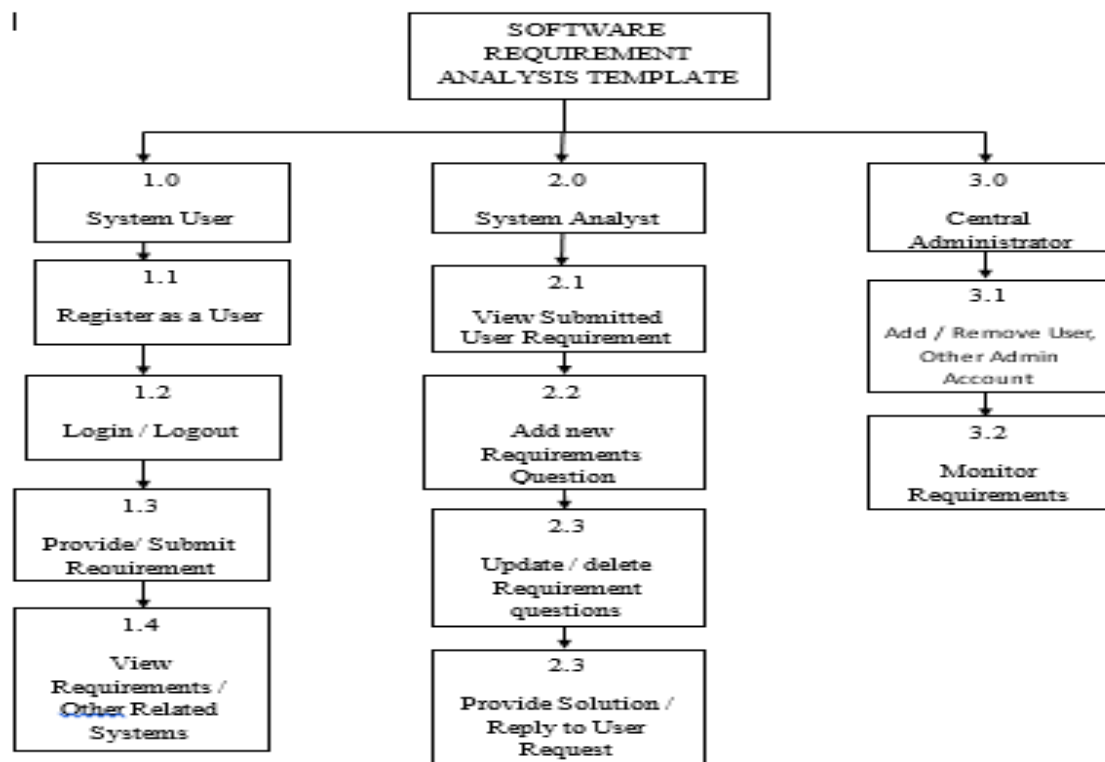 SOFTWARE
REQUIREMENT
ANALYSIS TEMPLATE
1.0
System User
1.1
Register as a User
1.2
Login / Logout
1.3
Provide/ Submit
Requirement
1.4
View
Requirements /
Other Related
Systems
2.0
System Analyst
2.1
View Submitted
User Requirement
2.2
Add new
Requirements
Question
2.3
Update / delete
Requirement
questions
2.3
Provide Solution /
Reply to User
Request
3.0
Central
Administrator
3.1
Add / Remove User,
Other Admin
Account
3.2
Monitor
Requirements